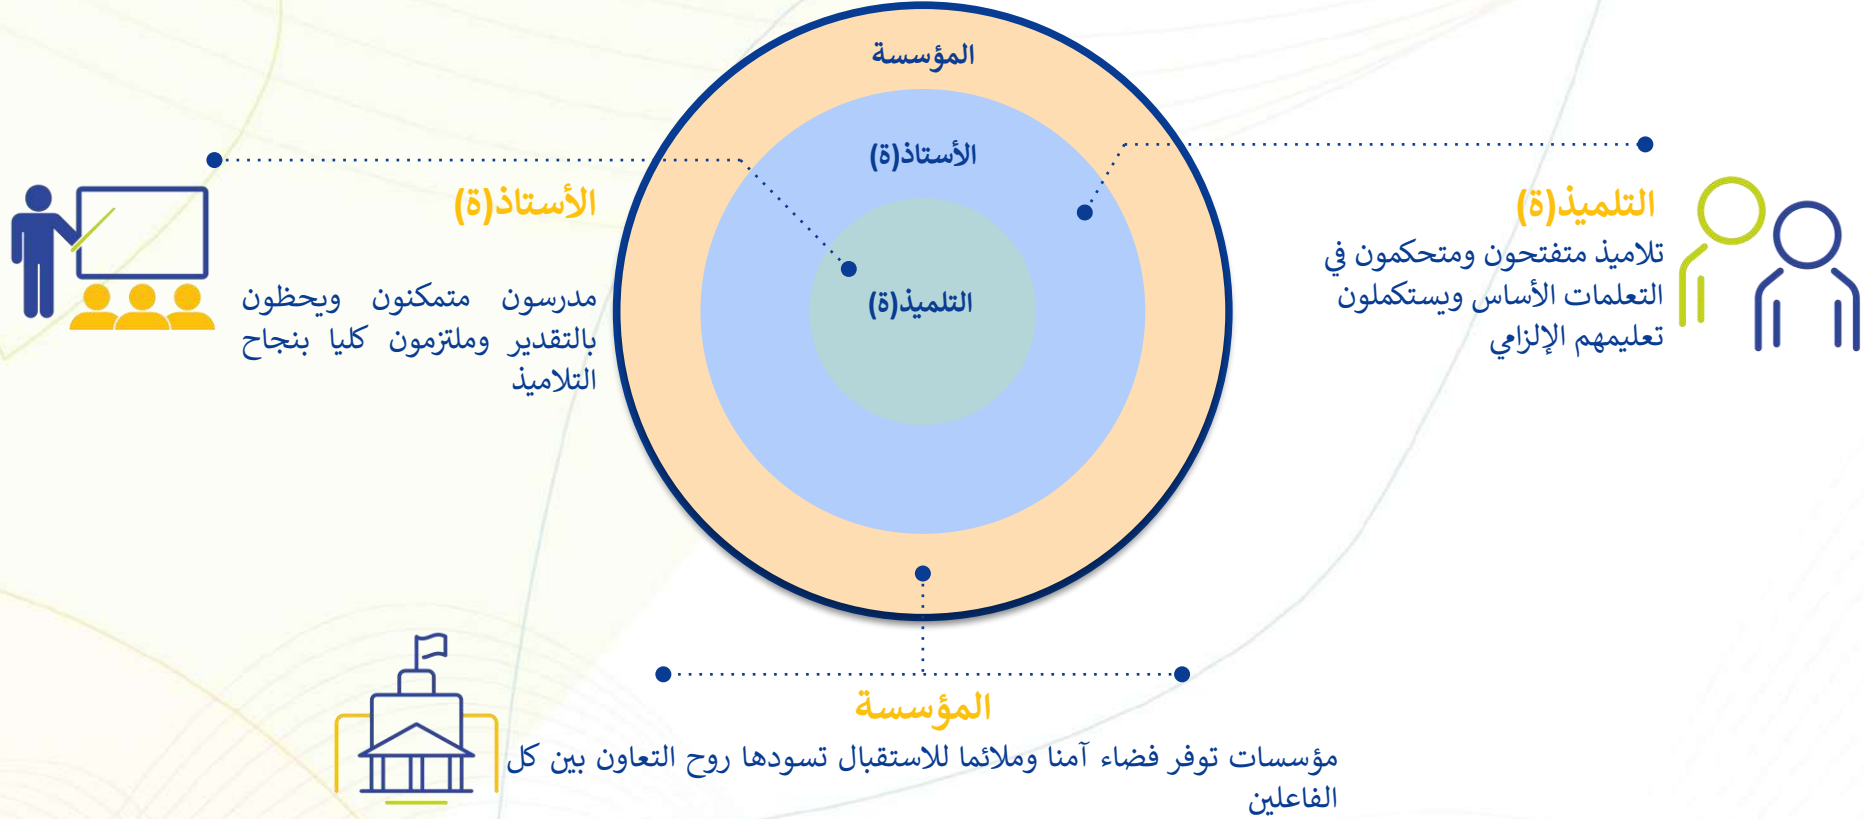 المؤسسة
الأستاذ(ة)
التلميذ(ة)
التلميذ(ة)
تلاميذ متفتحون ومتحكمون في
التعلمات الأساس ويستكملون
تعليمهم الإلزامي
الأستاذ(ة)
مدرسون متمكنون ويحظون
بالتقدير وملتزمون كليا بنجاح
التلاميذ
المؤسسة
مؤسسات توفر فضاء آمنا وملائما للاستقبال تسودها روح التعاون بين كل
الفاعلين